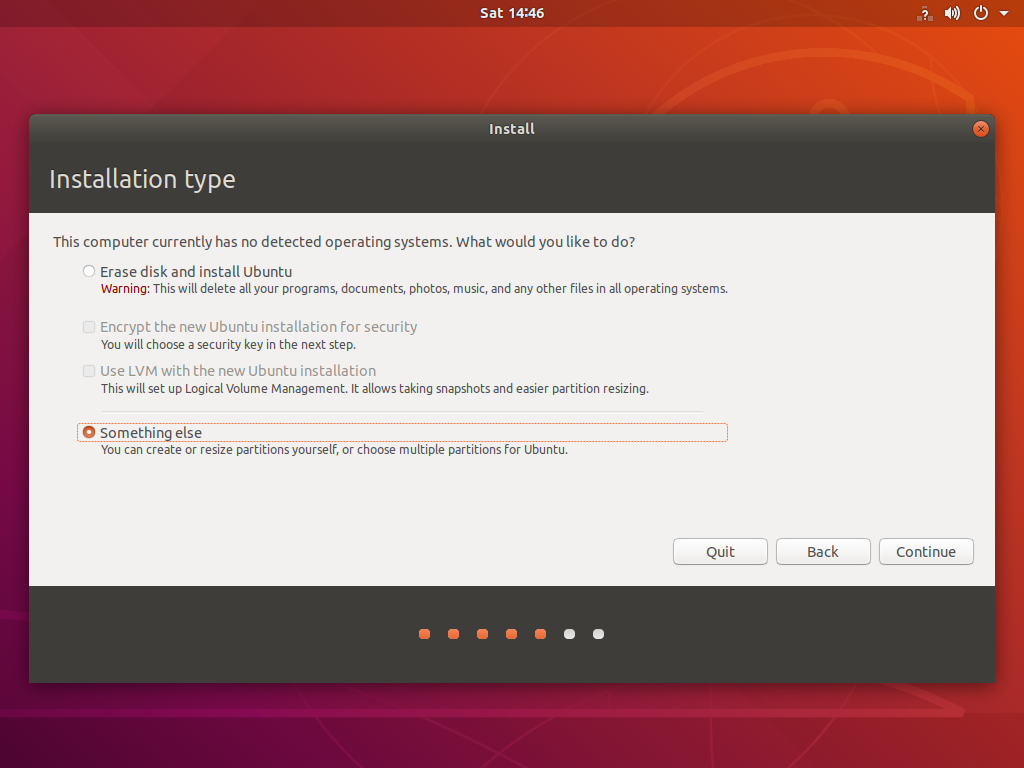 Sat 14:46
?
Install
Installation type
This computer currently has no detected operating systems. What would you like to do?
Erase disk and install Ubuntu
Warning: This will delete all your programs, documents, photos, music, and any other files in all operating systems.
Encrypt the new Ubuntu installation for security
You will choose a security key in the next step.
Use LVM with the new Ubuntu installation
This will set up Logical Volume Management. It allows taking snapshots and easier partition resizing.
Something else
You can create or resize partitions yourself, or choose multiple partitions for Ubuntu.
Quit Back Continue